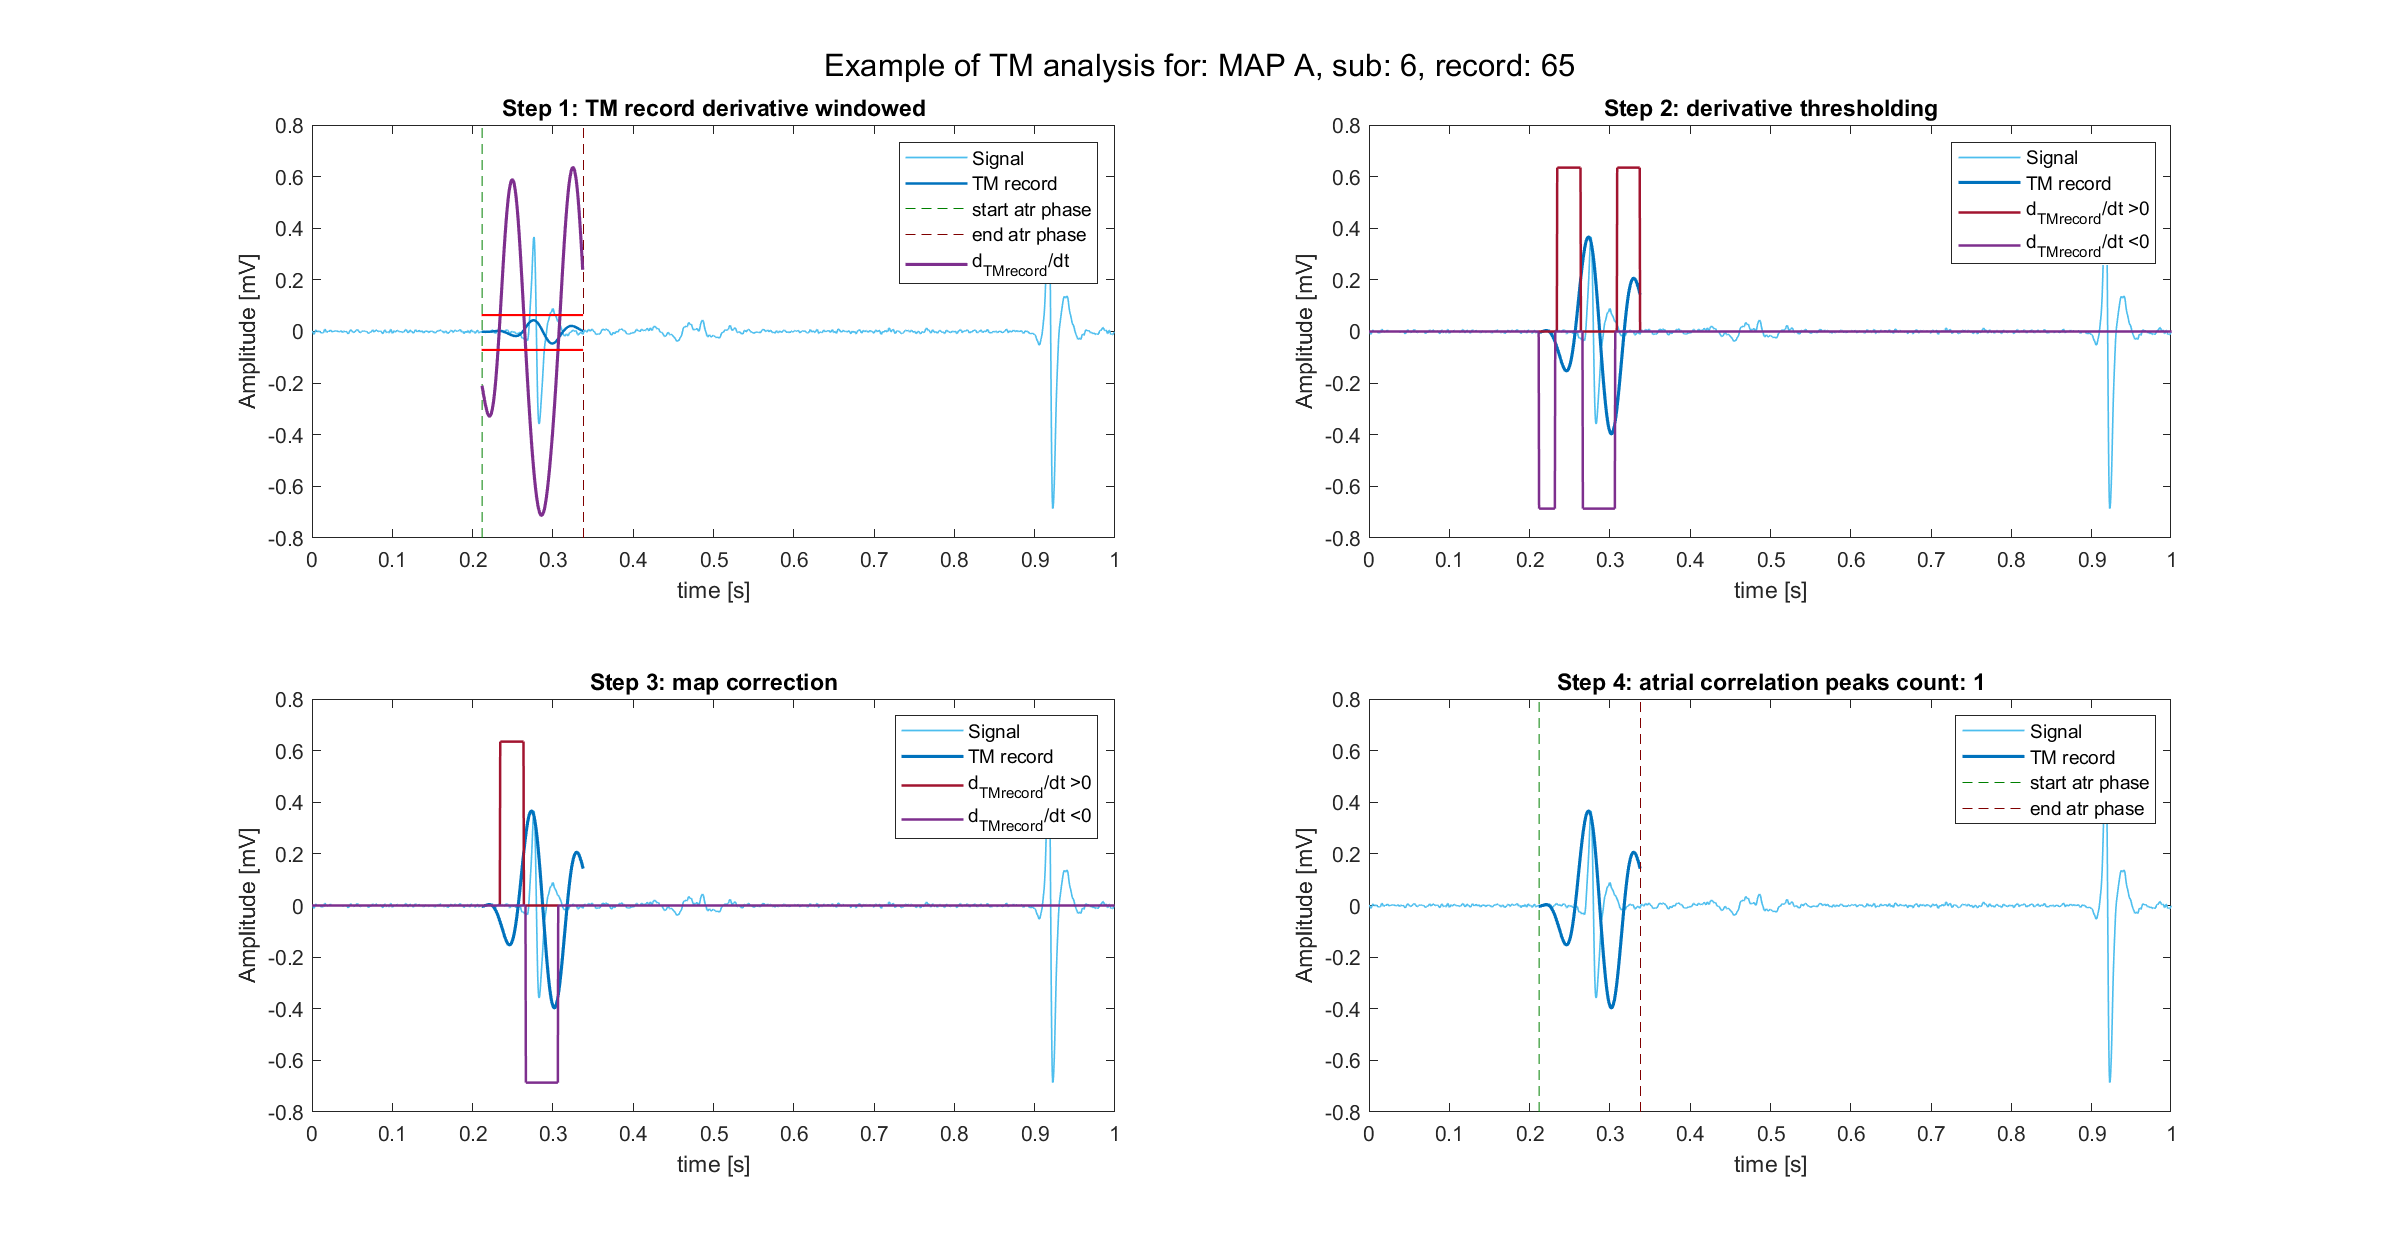 Example of TM analysis for: MAP A, sub: 6, record: 65
Step 1: TM record derivative windowed
0.8
0.6
0.4
0.2
0
-0.2
-0.4
-0.6
-0.8
Amplitude [mV]
0 0.1 0.2 0.3 0.4 0.5 0.6 0.7 0.8 0.9 1
time [s]
Signal
TM record
start atr phase
end atr phase
dTMrecord/dt
Step 2: derivative thresholding
0.8
0.6
0.4
0.2
0
-0.2
-0.4
-0.6
-0.8
Amplitude [mV]
0 0.1 0.2 0.3 0.4 0.5 0.6 0.7 0.8 0.9 1
time [s]
Signal
TM record
dTMrecord/dt >0
dTMrecord/dt <0
Step 3: map correction
0.8
0.6
0.4
0.2
0
-0.2
-0.4
-0.6
-0.8
Amplitude [mV]
0 0.1 0.2 0.3 0.4 0.5 0.6 0.7 0.8 0.9 1
time [s]
Signal
TM record
dTMrecord/dt >0
dTMrecord/dt <0
Step 4: atrial correlation peaks count: 1
0.8
0.6
0.4
0.2
0
-0.2
-0.4
-0.6
-0.8
Amplitude [mV]
0 0.1 0.2 0.3 0.4 0.5 0.6 0.7 0.8 0.9 1
time [s]
Signal
TM record
start atr phase
end atr phase